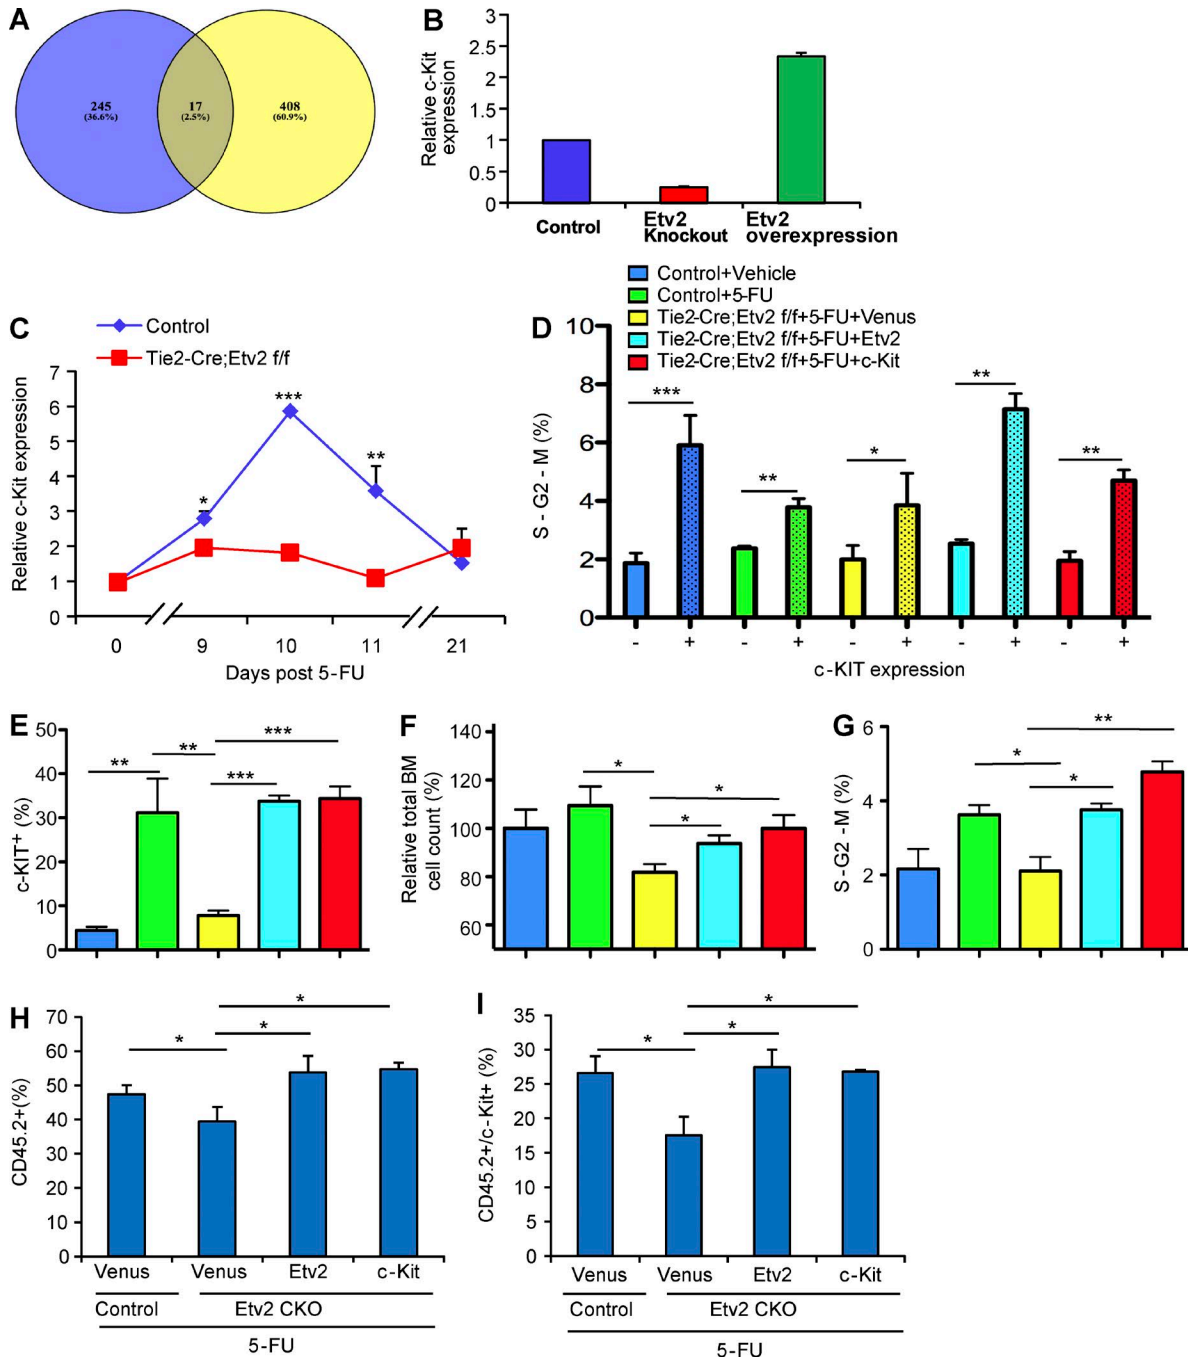 A
245
(36.6%)
17
(2.5%)
408
(60.9%)
B
Relative c-Kit
expression
3
2.5
2
1
0.5
0
Control
Etv2
Knockout
Etv2
overexpression
C
Control
Tie2-Cre;Etv2 f/f
Relative c-Kit expression
7
6
5
4
3
2
1
0
*
***
**
0
9
10
11
21
Days post 5-FU
D
Control+Vehicle
Control+5-FU
Tie2-Cre;Etv2 f/f+5-FU+Venus
Tie2-Cre;Etv2 f/f+5-FU+Etv2
Tie2-Cre;Etv2 f/f+5-FU+c-Kit
S - G2 - M (%)
10
8
6
4
2
0
***
**
*
**
**
- + - + - + - + - +
c-KIT expression
E
c-KIT+ (%)
50
40
30
20
10
0
**
**
***
***
F
Relative total BM
cell count (%)
140
120
100
80
60
*
*
*
G
S -G2 -M (%)
6
4
2
0
*
**
*
H
CD45.2+(%)
70
60
50
40
30
20
10
0
*
*
*
Venus
Venus
Etv2
c-Kit
Control
Etv2 CKO
5-FU
I
CD45.2+/c-Kit+ (%)
35
30
25
20
15
10
5
0
*
*
*
Venus
Venus
Etv2
c-Kit
Control
Etv2 CKO
5-FU